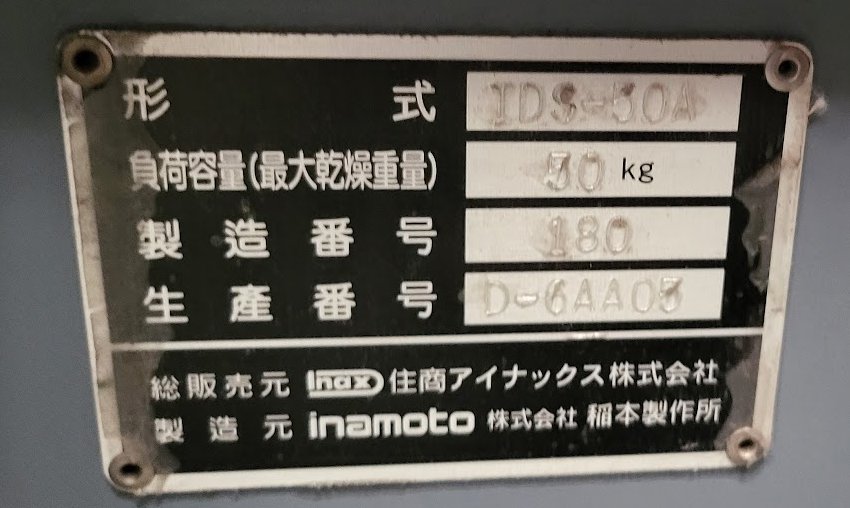 形式 IDS-50A
負荷容量(最大乾燥重量) 50 kg
製造番号 180
生産番号 D-6AA03
総販売元 inax 住商アイナックス株式会社
製造元 inamoto 株式会社 稲本製作所